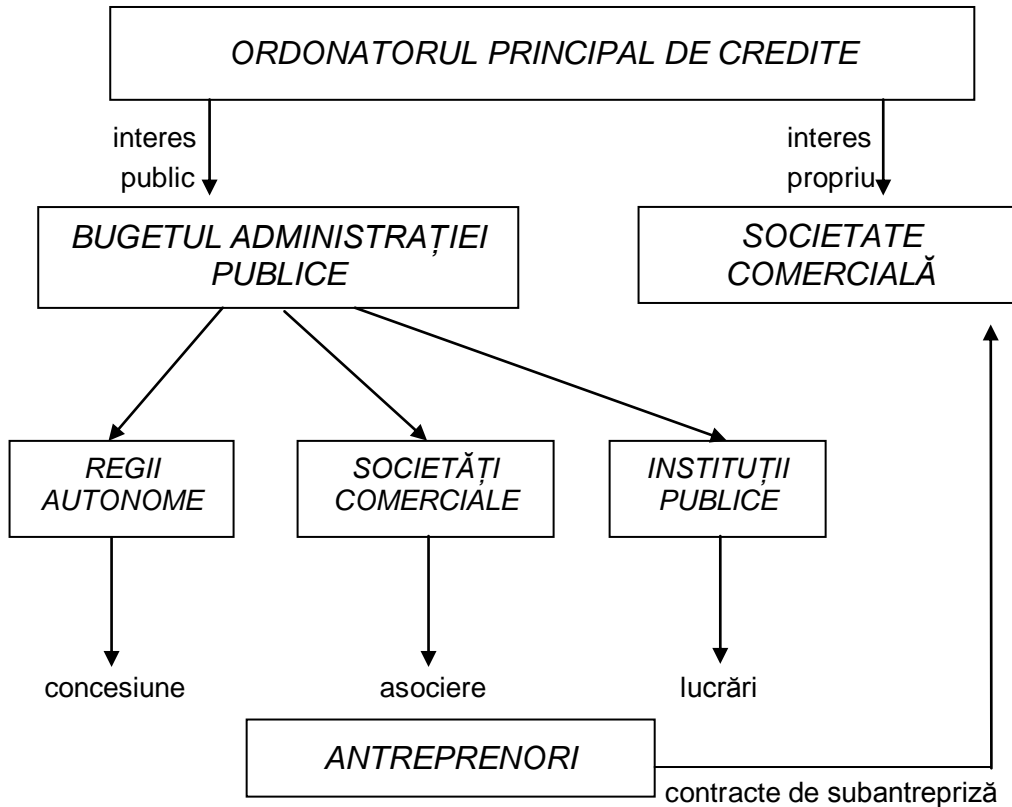 ORDONATORUL PRINCIPAL DE CREDITE
interes
public
interes
propriu
BUGETUL ADMINISTRAȚIEI
PUBLICE
SOCIETATE
COMERCIALĂ
REGII
AUTONOME
SOCIETĂȚI
COMERCIALE
INSTITUȚII
PUBLICE
concesiune
asociere
lucrări
ANTREPRENORI
contracte de subantrepriză